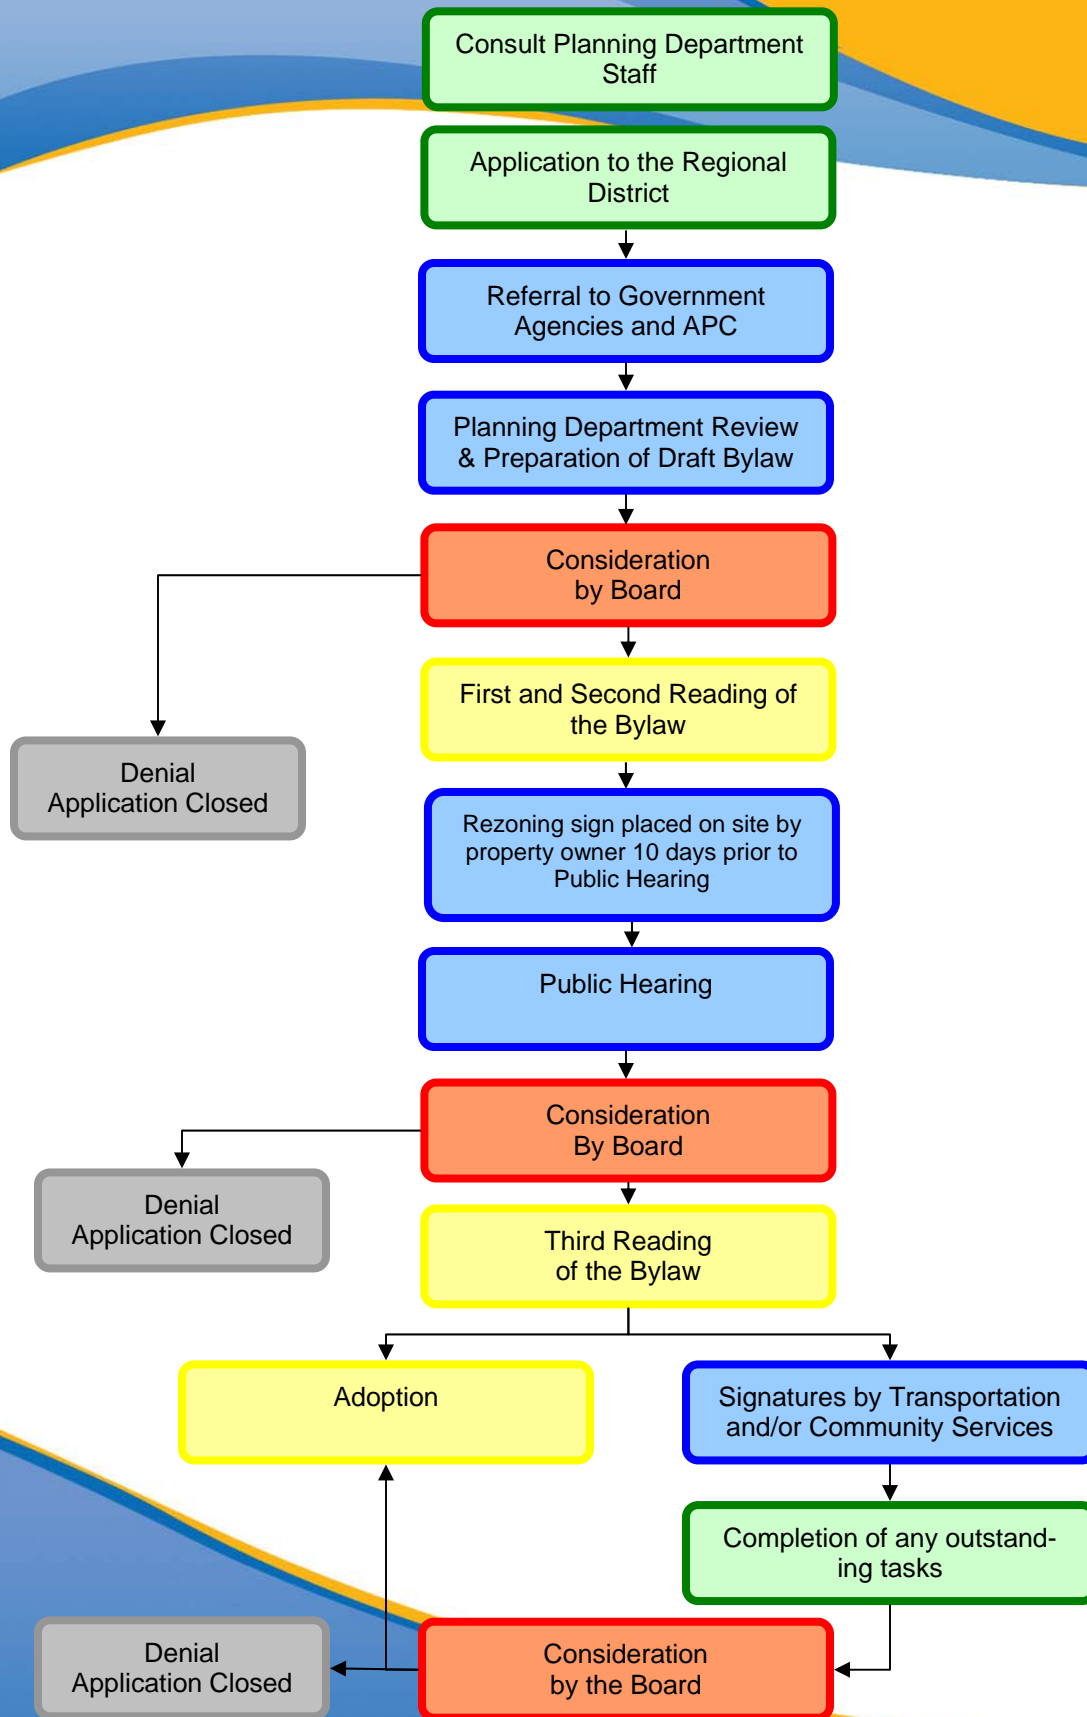 Consult Planning Department
Staff
Application to the Regional
District
Referral to Government
Agencies and APC
Planning Department Review
& Preparation of Draft Bylaw
Consideration
by Board
First and Second Reading of
the Bylaw
Denial
Application Closed
Rezoning sign placed on site by
property owner 10 days prior to
Public Hearing
Public Hearing
Consideration
By Board
Denial
Application Closed
Third Reading
of the Bylaw
Adoption
Signatures by Transportation
and/or Community Services
Completion of any outstand-
ing tasks
Denial
Application Closed
Consideration
by the Board